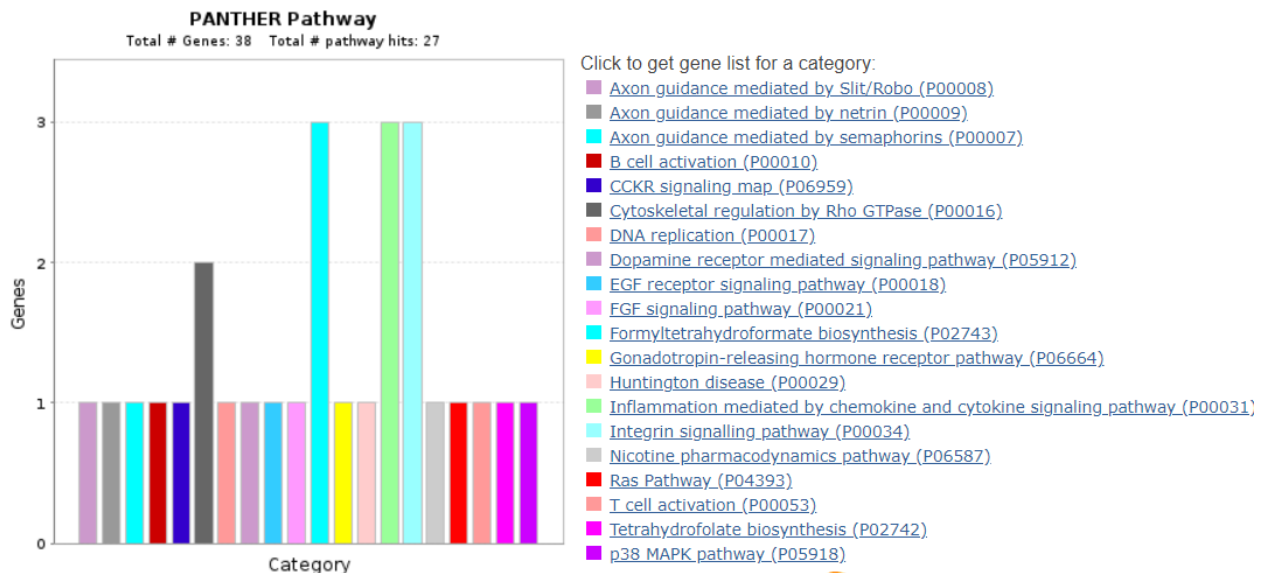 PANTHER Pathway
Total # Genes: 38 Total # pathway hits: 27
3
2
1
0
Genes
Category
Click to get gene list for a category:
Axon guidance mediated by Slit/Robo (P00008)
Axon guidance mediated by netrin (P00009)
Axon guidance mediated by semaphorins (P00007)
B cell activation (P00010)
CCKR signaling map (P06959)
Cytoskeletal regulation by Rho GTPase (P00016)
DNA replication (P00017)
Dopamine receptor mediated signaling pathway (P05912)
EGF receptor signaling pathway (P00018)
FGF signaling pathway (P00021)
Formyltetrahydroformate biosynthesis (P02743)
Gonadotropin-releasing hormone receptor pathway (P06664)
Huntington disease (P00029)
Inflammation mediated by chemokine and cytokine signaling pathway (P00031)
Integrin signalling pathway (P00034)
Nicotine pharmacodynamics pathway (P06587)
Ras Pathway (P04393)
T cell activation (P00053)
Tetrahydrofolate biosynthesis (P02742)
p38 MAPK pathway (P05918)